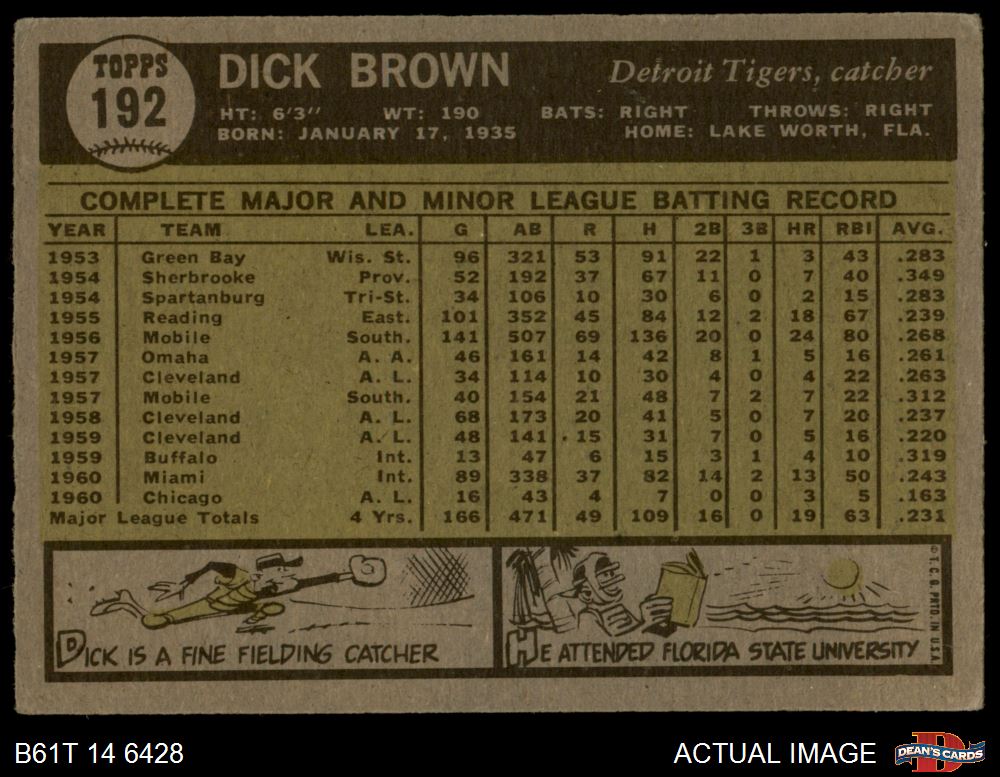 TOPPS
192
DICK BROWN
Detroit Tigers, catcher
HT: 6'3" WT: 190 BATS: RIGHT THROWS: RIGHT
BORN: JANUARY 17, 1935 HOME: LAKE WORTH, FLA.
COMPLETE MAJOR AND MINOR LEAGUE BATTING RECORD
YEAR TEAM LEA. G AB R H 2B 3B HR RBI AVG.
1953 Green Bay Wis. St. 96 321 53 91 22 1 3 43 .283
1954 Sherbrooke Prov. 52 192 37 67 11 0 7 40 .349
1954 Spartanburg Tri-St. 34 106 10 30 6 0 2 15 .283
1955 Reading East. 101 352 45 84 12 2 18 67 .239
1956 Mobile South. 141 507 69 136 20 0 24 80 .268
1957 Omaha A. A. 46 161 14 42 8 1 5 16 .261
1957 Cleveland A. L. 34 114 10 30 4 0 4 22 .263
1957 Mobile South. 40 154 21 48 7 2 7 22 .312
1958 Cleveland A. L. 68 173 20 41 5 0 7 20 .237
1959 Cleveland A. L. 48 141 15 31 7 0 5 16 .220
1959 Buffalo Int. 13 47 6 15 3 1 4 10 .319
1960 Miami Int. 89 338 37 82 14 2 13 50 .243
1960 Chicago A. L. 16 43 4 7 0 0 3 5 .163
Major League Totals 4 Yrs. 166 471 49 109 16 0 19 63 .231
DICK IS A FINE FIELDING CATCHER
HE ATTENDED FLORIDA STATE UNIVERSITY
© T. C. G. PRTD. IN U.S.A.
B61T 14 6428
ACTUAL IMAGE
DEAN'S CARDS